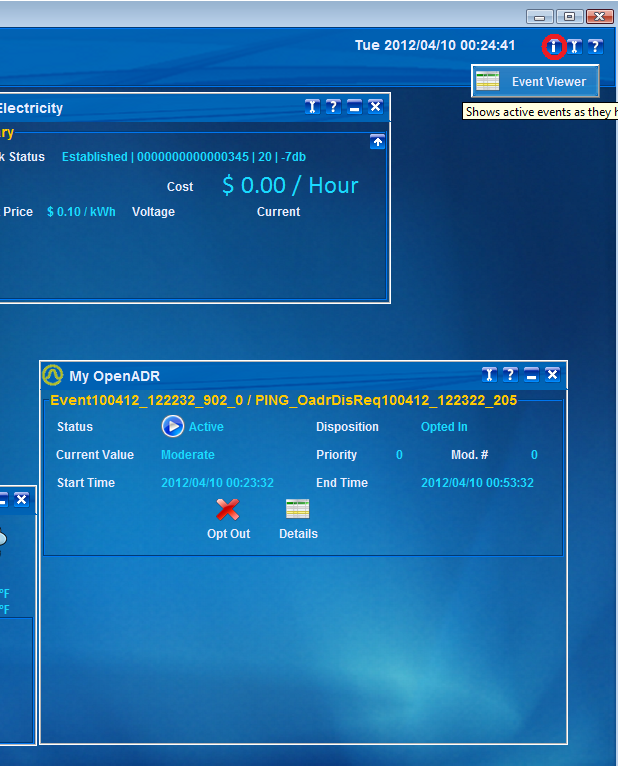 Tue 2012/04/10 00:24:41
Event Viewer
Shows active events as they h
Electricity
ry
k Status Established | 0000000000000345 | 20 | -7db
Cost $ 0.00 / Hour
Price $ 0.10 / kWh Voltage Current
My OpenADR
Event100412_122232_902_0 / PING_OadrDisReq100412_122322_205
Status Active Disposition Opted In
Current Value Moderate Priority 0 Mod. # 0
Start Time 2012/04/10 00:23:32 End Time 2012/04/10 00:53:32
Opt Out Details
°F
°F